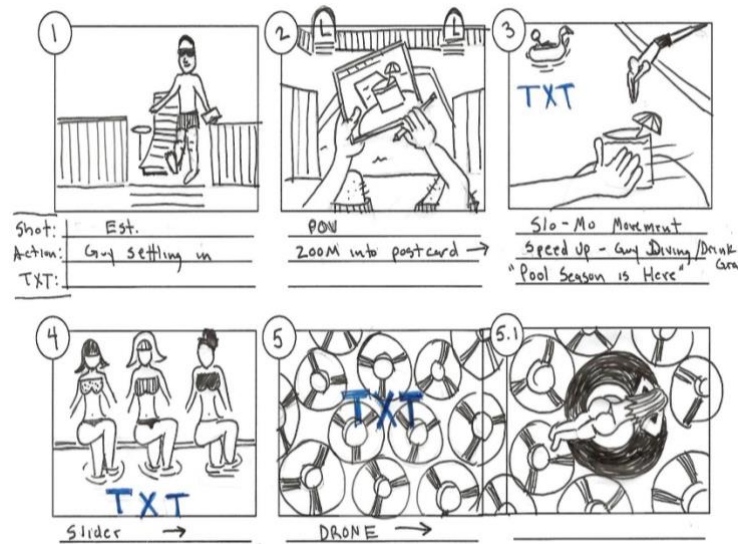 1
2
3
TXT
Shot: Est.
Action: Guy Settling in
TXT:
POV
ZOOM into postcard →
Slo-Mo Movement
Speed Up - Guy Diving/Drink Gra
"Pool Season is Here"
4
TXT
Slider →
5
TXT
DRONE →
5.1